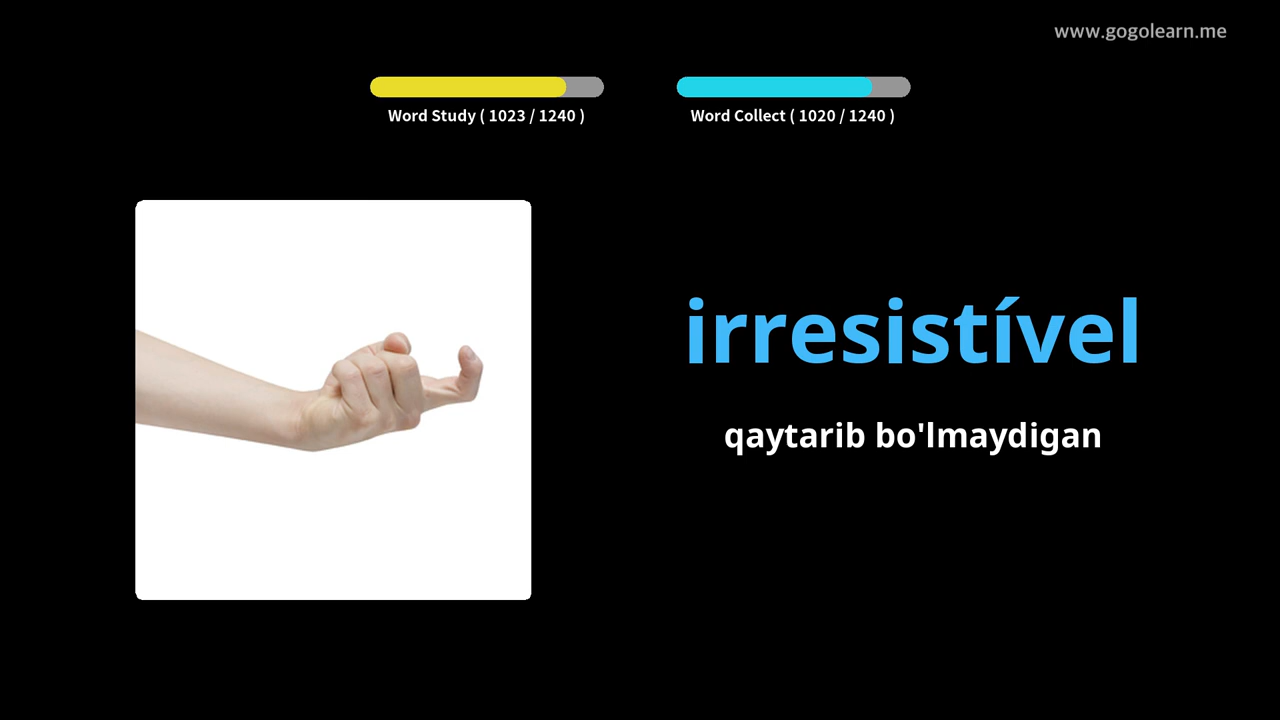 www.gogolearn.me
Word Study ( 1023 / 1240 )
Word Collect ( 1020 / 1240 )
irresistível
qaytarib bo'lmaydigan